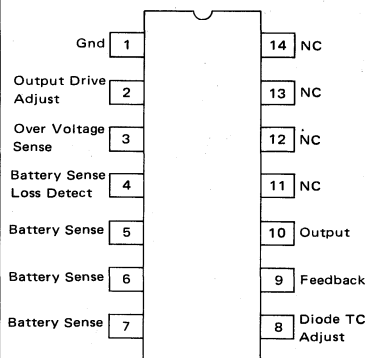 Gnd 1
14 NC
Output Drive
Adjust
2
13 NC
Over Voltage
Sense
3
12 NC
Battery Sense
Loss Detect
4
11 NC
Battery Sense 5
10 Output
Battery Sense 6
9 Feedback
Battery Sense 7
8
Diode TC
Adjust